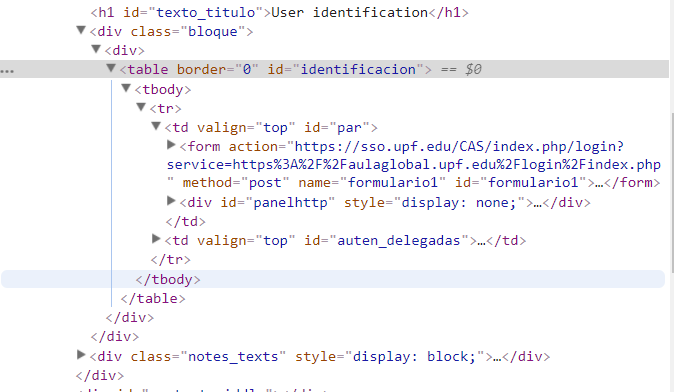 <h1 id="texto_titulo">User identification</h1>
▼<div class="bloque">
▼<div>
… ▼<table border="0" id="identificacion"> == $0
▼<tbody>
▼<tr>
▼<td valign="top" id="par">
▶<form action="https://sso.upf.edu/CAS/index.php/login?
service=https%3A%2F%2Faulaglobal.upf.edu%2Flogin%2Findex.php
" method="post" name="formulario1" id="formulario1">…</form>
▶<div id="panelhttp" style="display: none;">…</div>
</td>
▶<td valign="top" id="auten_delegadas">…</td>
</tr>
</tbody>
</table>
</div>
</div>
▶<div class="notes_texts" style="display: block;">…</div>
</div>